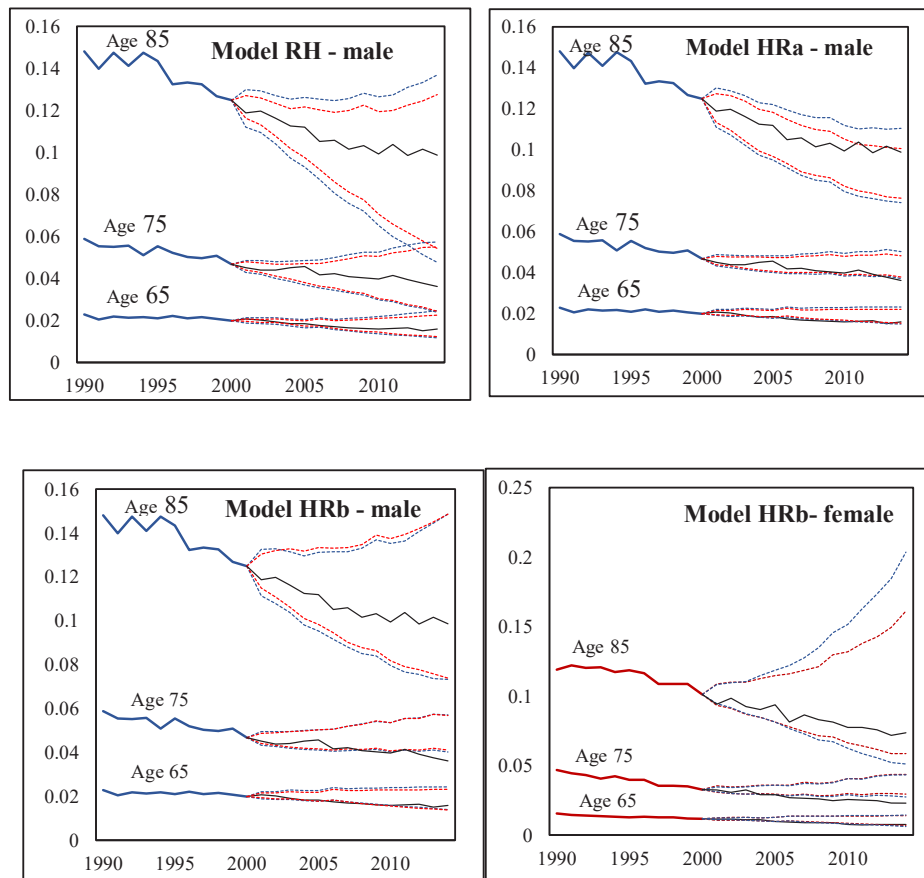 Model RH - male
0.16
0.14
0.12
0.1
0.08
0.06
0.04
0.02
0
Age 85
Age 75
Age 65
1990 1995 2000 2005 2010
Model HRa - male
0.16
0.14
0.12
0.1
0.08
0.06
0.04
0.02
0
Age 85
Age 75
Age 65
1990 1995 2000 2005 2010
Model HRb - male
0.16
0.14
0.12
0.1
0.08
0.06
0.04
0.02
0
Age 85
Age 75
Age 65
1990 1995 2000 2005 2010
Model HRb- female
0.25
0.2
0.15
0.1
0.05
0
Age 85
Age 75
Age 65
1990 1995 2000 2005 2010